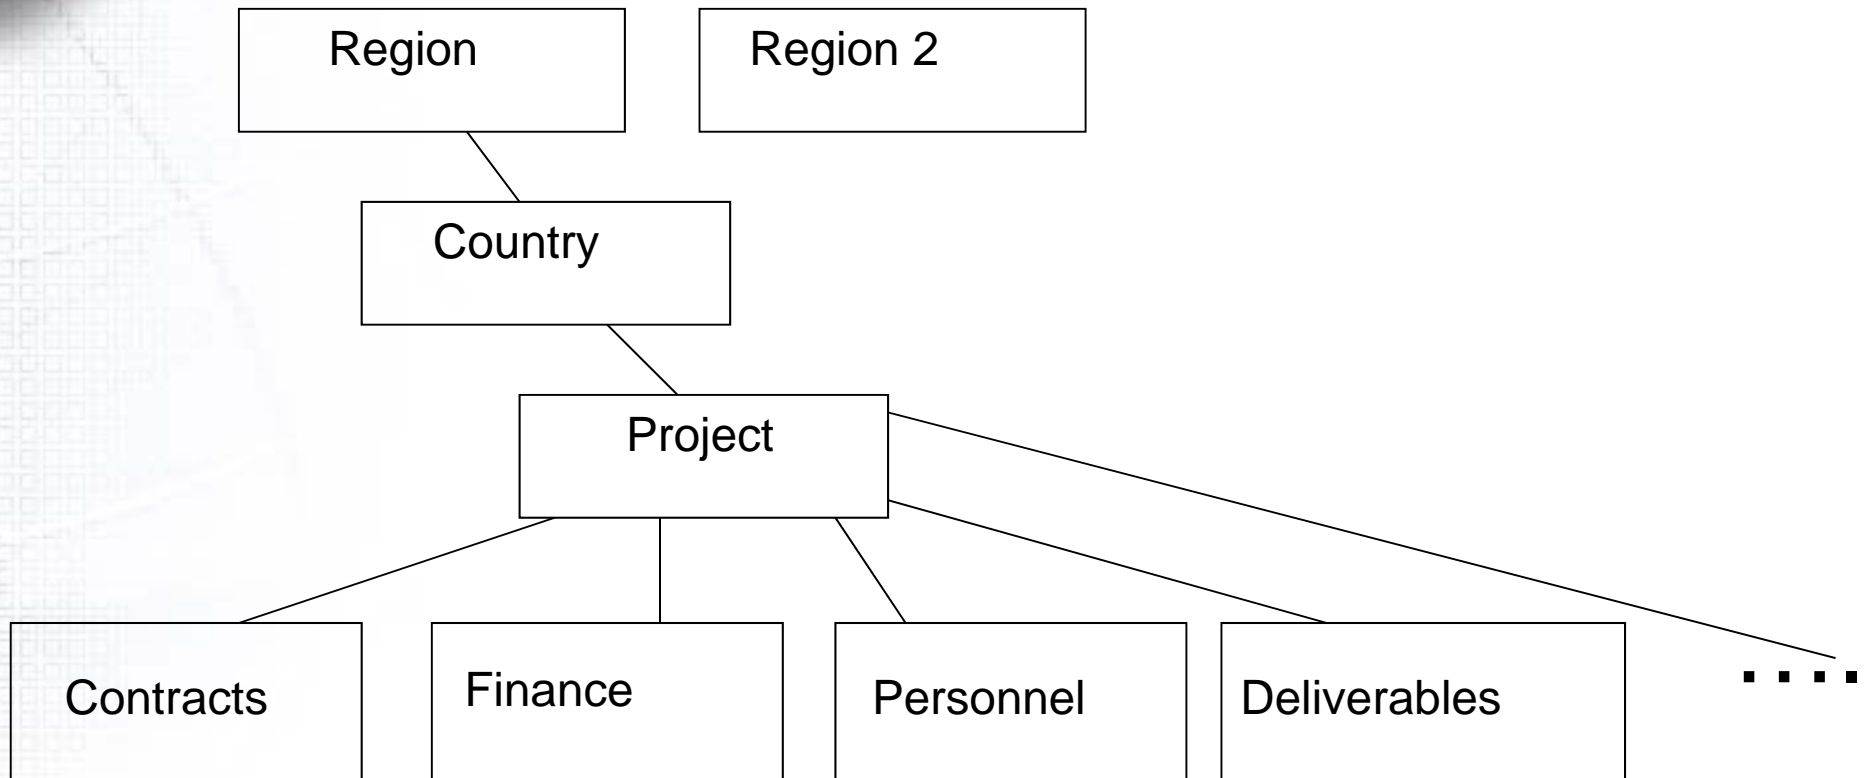 Region
Region 2
Country
Project
Contracts
Finance
Personnel
Deliverables
....